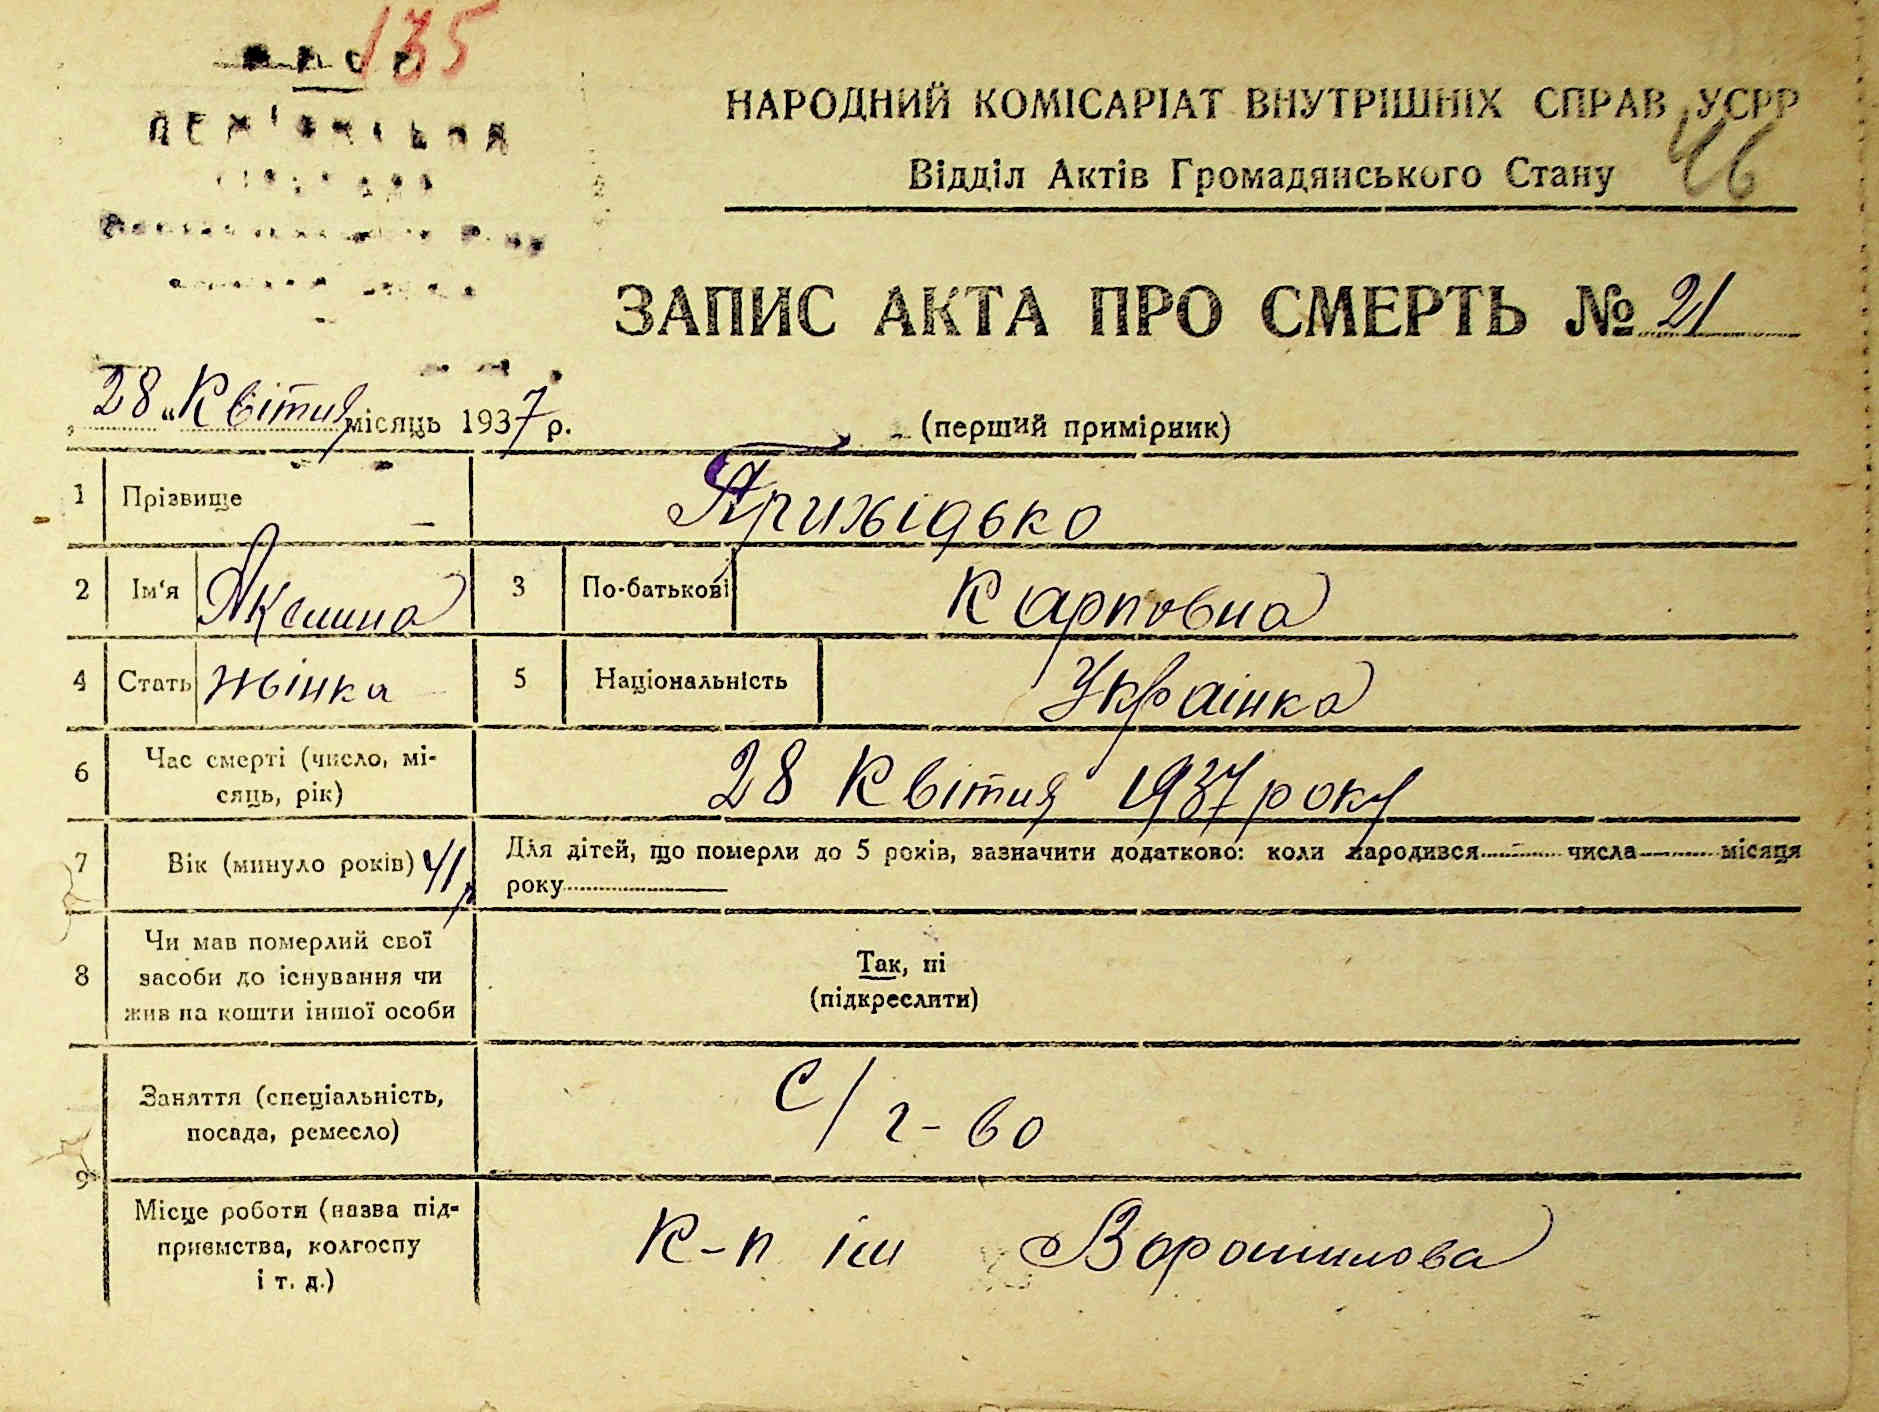 135
УСРР
НАРОДНИЙ КОМІСАРІАТ ВНУТРІШНІХ СПРАВ УСРР
46
Відділ Актів Громадянського Стану
ЗАПИС АКТА ПРО СМЕРТЬ № 21
28 " Квітня місяць 1937 р.
(перший примірник)
1 Прізвище Прихідько
2 Ім'я Якелина 3 По-батькові Карповна
4 Стать жінка 5 Національність Українка
6 Час смерті (число, мі-
сяць, рік) 28 Квітня 1937 року
7 Вік (минуло років) 41 р. Для дітей, що померли до 5 років, зазначити додатково: коли народився числа місяця
року
8 Чи мав померлий свої
засоби до існування чи
жив на кошти іншої особи
Так, ні
(підкреслити)
9 Заняття (спеціальність,
посада, ремесло) С/г-во
Місце роботи (назва під-
приємства, колгоспу
і т. д.)
К-п ім Ворошилова